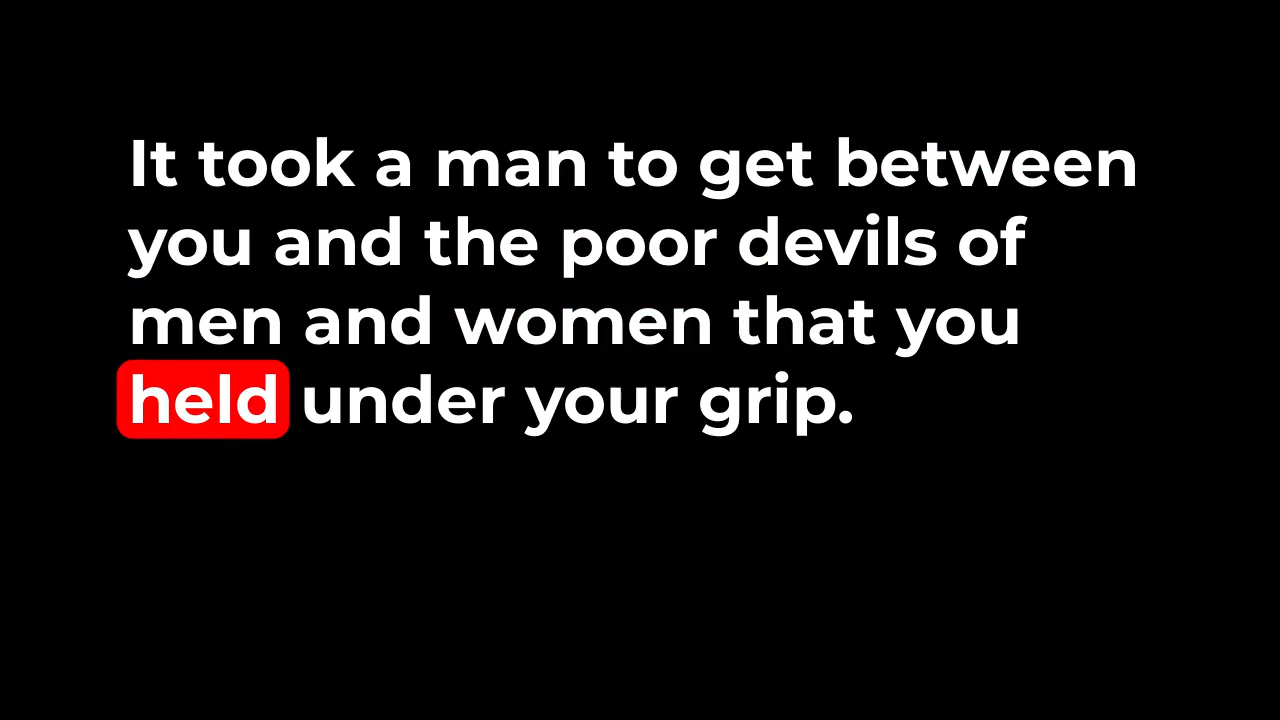 It took a man to get between
you and the poor devils of
men and women that you
held under your grip.